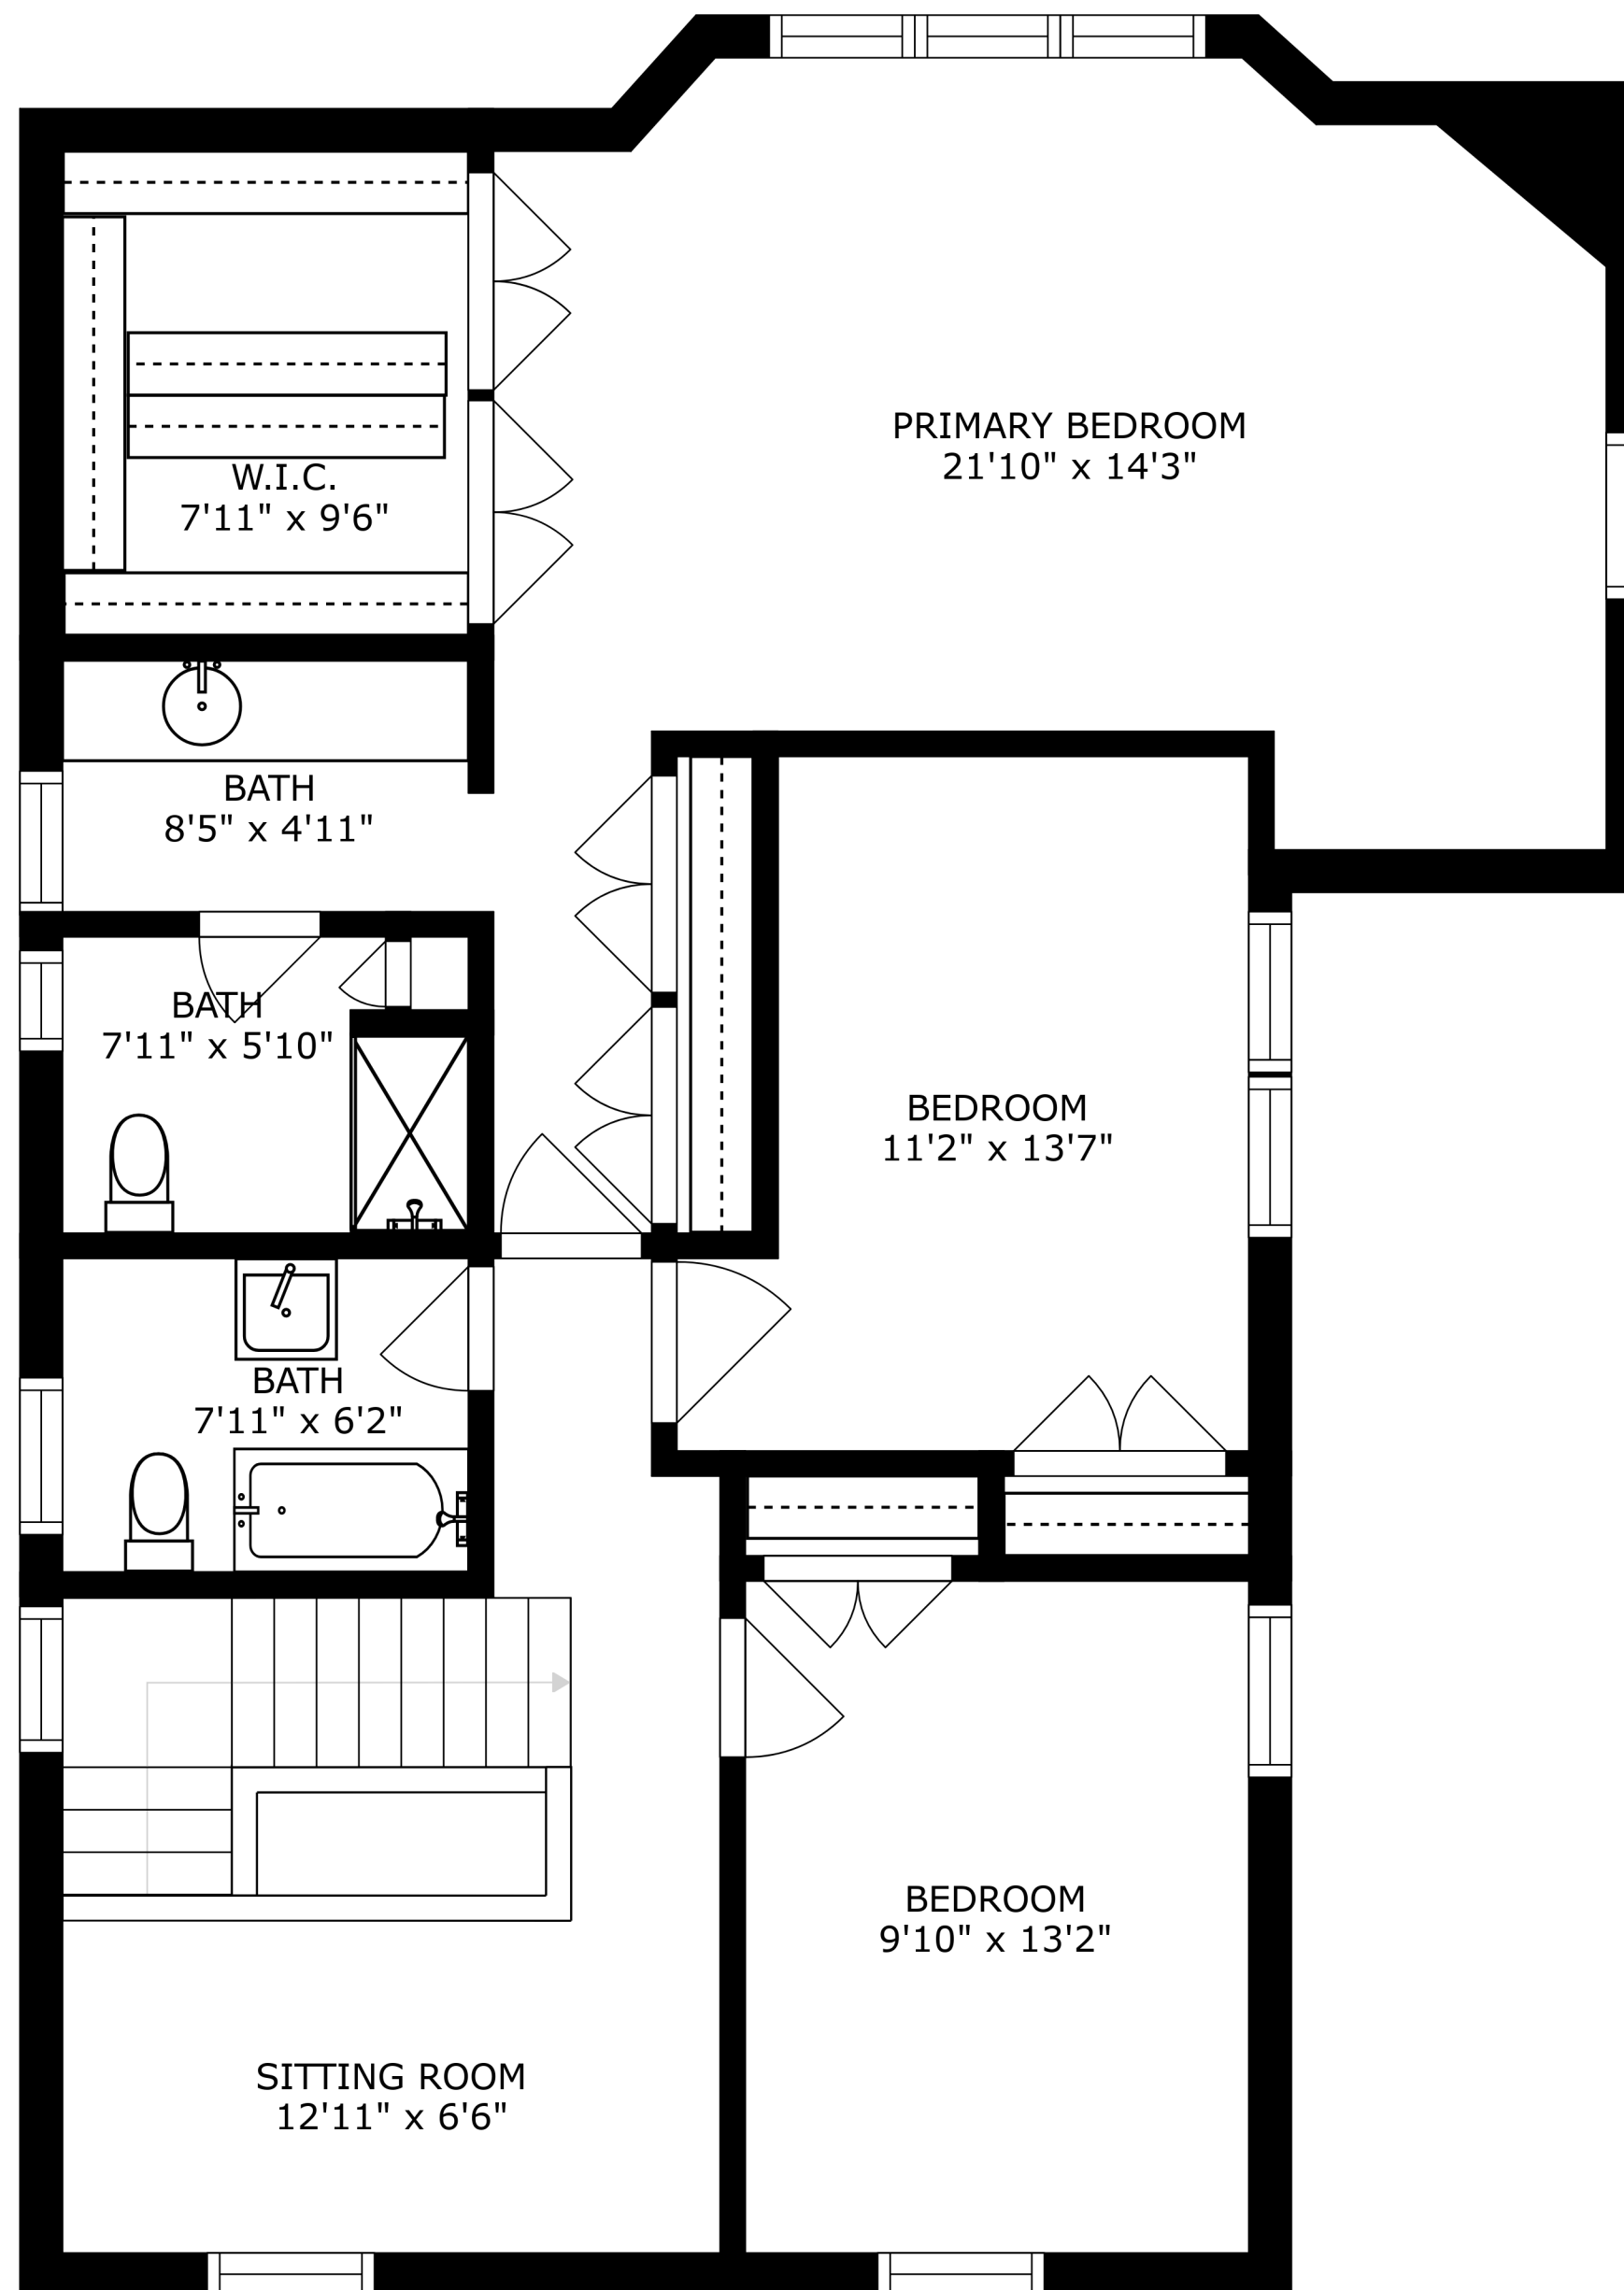 PRIMARY BEDROOM
21'10" x 14'3"
W.I.C.
7'11" x 9'6"
BATH
8'5" x 4'11"
BATH
7'11" x 5'10"
BEDROOM
11'2" x 13'7"
BATH
7'11" x 6'2"
BEDROOM
9'10" x 13'2"
SITTING ROOM
12'11" x 6'6"